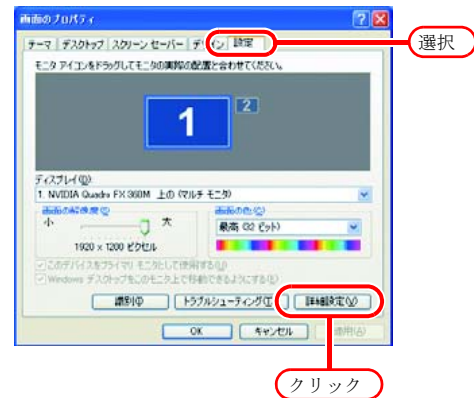 画面のプロパティ
テーマ デスクトップ スクリーン セーバー デザイン 設定
選択
モニタ アイコンをドラッグしてモニタの実際の配置と合わせてください。
1 2
ディスプレイ(D):
1. NVIDIA Quadro FX 360M 上の (マルチ モニタ)
画面の解像度(S) 画面の色(C)
小 大 最高 (32 ビット)
1920 x 1200 ピクセル
このデバイスをプライマリ モニタとして使用する(U)
Windows デスクトップをこのモニタ上で移動できるようにする(E)
識別(I) トラブルシューティング(T)... 詳細設定(V)
OK キャンセル 適用(A)
クリック